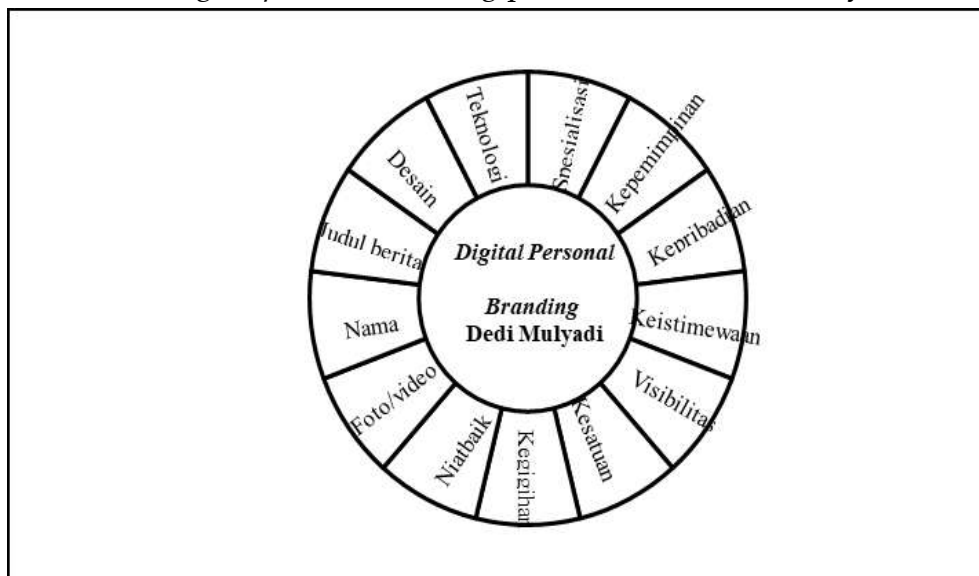 Digital Personal
Branding
Dedi Mulyadi
Spesialisasi
Kepemimpinan
Kepribadian
Keistimewaan
Visibilitas
Kesatuan
Kegigihan
Niatbaik
Foto/video
Nama
Judul berita
Desain
Teknologi